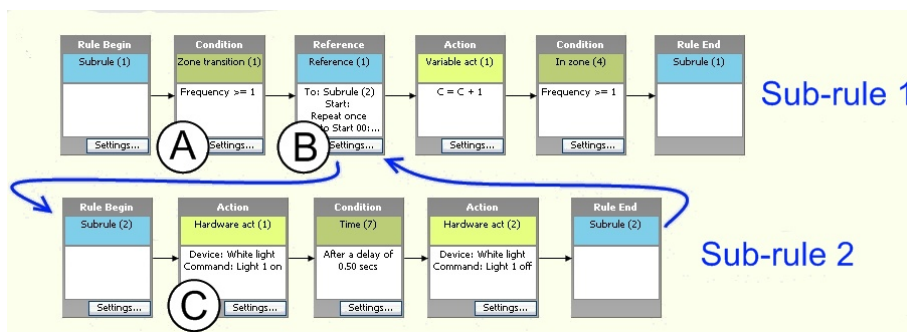 Rule Begin
Subrule (1)
Settings...
Condition
Zone transition (1)
Frequency >= 1
A
Settings...
Reference
Reference (1)
To: Subrule (2)
Start:
Repeat once
to Start 00:...
B
Settings...
Action
Variable act (1)
C = C + 1
Settings...
Condition
In zone (4)
Frequency >= 1
Settings...
Rule End
Subrule (1)
Sub-rule 1
Rule Begin
Subrule (2)
Settings...
Action
Hardware act (1)
Device: White light
Command: Light 1 on
C
Settings...
Condition
Time (7)
After a delay of
0.50 secs
Settings...
Action
Hardware act (2)
Device: White light
Command: Light 1 off
Settings...
Rule End
Subrule (2)
Sub-rule 2